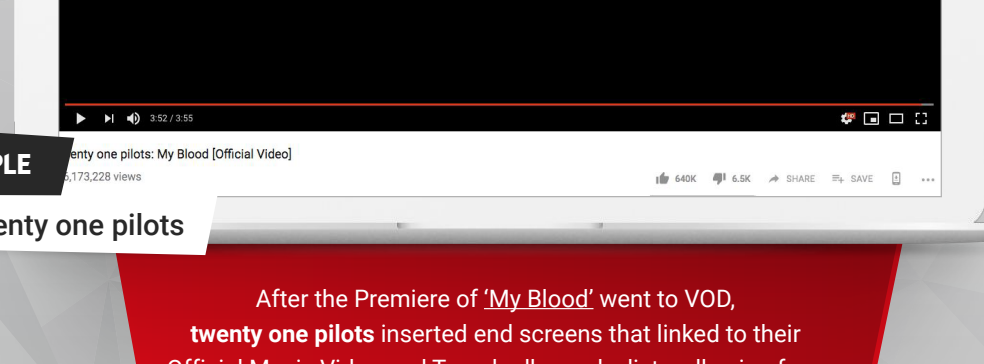 3:52 / 3:55
HD
enty one pilots: My Blood [Official Video]
,173,228 views
640K
6.5K
SHARE
SAVE
PLE
enty one pilots
After the Premiere of ‘My Blood’ went to VOD,
twenty one pilots inserted end screens that linked to their